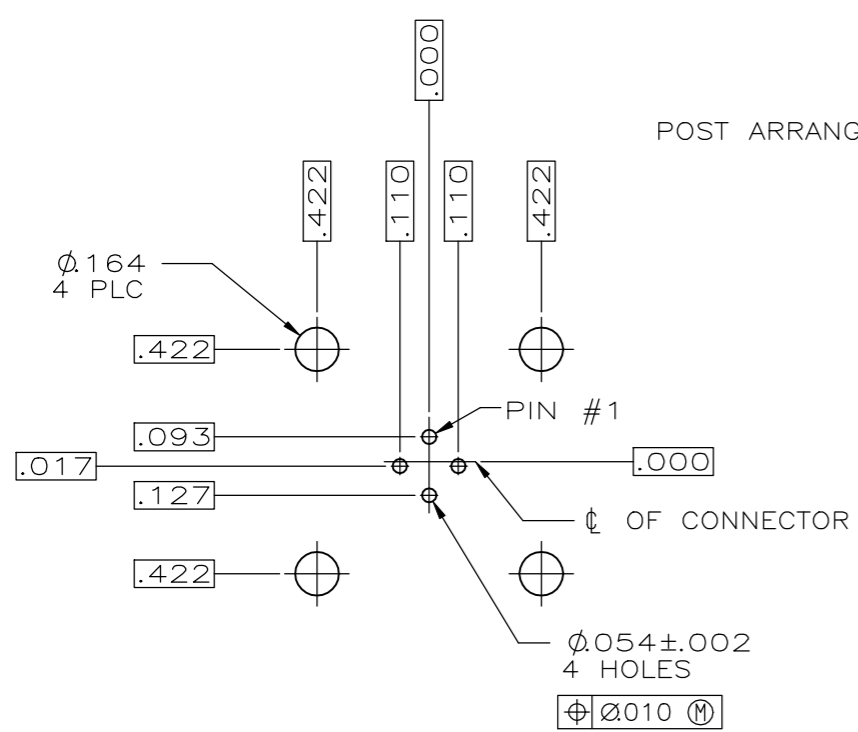 .000
POST ARRANG
.422
.110
.110
.422
Ø.164
4 PLC
.422
PIN #1
.093
.017
.000
.127
℄ OF CONNECTOR
.422
Ø.054±.002
4 HOLES
⌖ Ø.010 Ⓜ